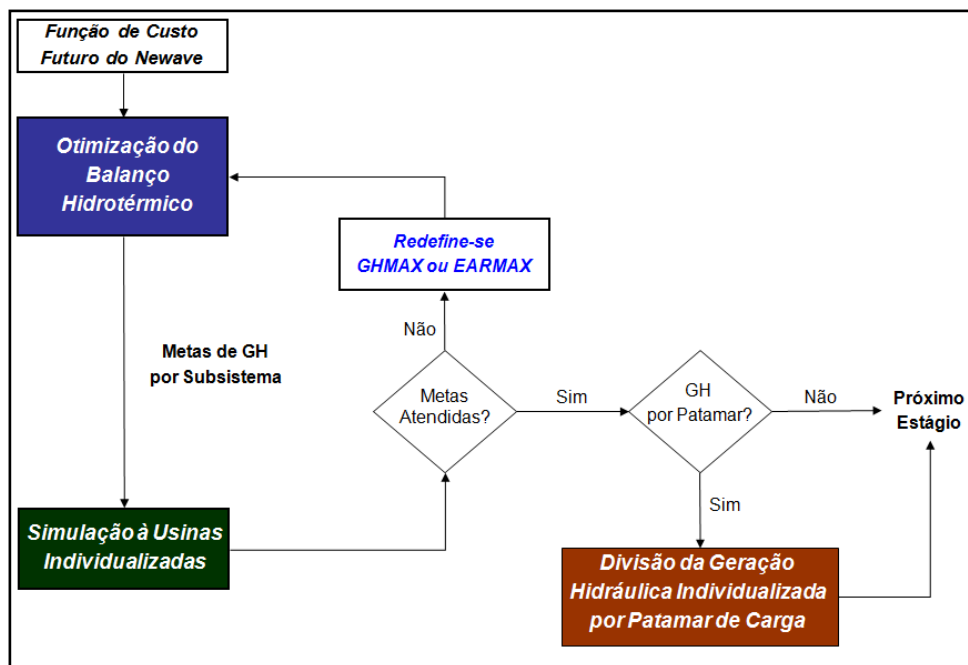 Função de Custo
Futuro do Newave
Otimização do
Balanço
Hidrotérmico
Redefine-se
GHMAX ou EARMAX
Não
Metas de GH
por Subsistema
Metas
Atendidas?
Sim
GH
por Patamar?
Não
Próximo
Estágio
Sim
Simulação à Usinas
Individualizadas
Divisão da Geração
Hidráulica Individualizada
por Patamar de Carga